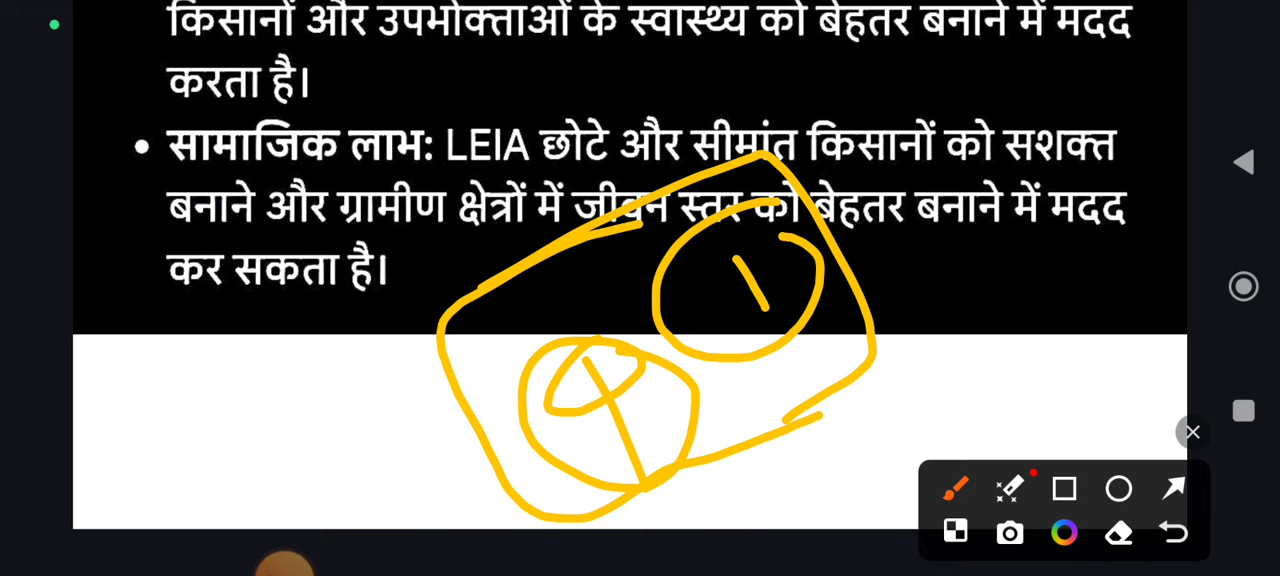 किसानों और उपभोक्ताओं के स्वास्थ्य को बेहतर बनाने में मदद
करता है।
• सामाजिक लाभ: LEIA छोटे और सीमांत किसानों को सशक्त
बनाने और ग्रामीण क्षेत्रों में जीवन स्तर को बेहतर बनाने में मदद
कर सकता है।